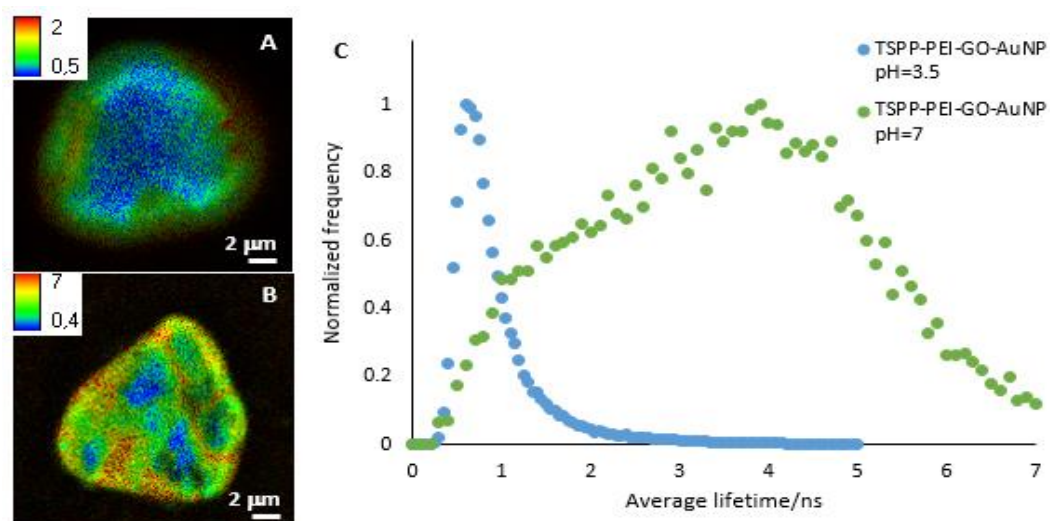 2
0,5
A
2 µm
7
0.4
B
2 µm
C
TSPP-PEI-GO-AuNP
pH=3.5
TSPP-PEI-GO-AuNP
pH=7
Normalized frequency
1
0.8
0.6
0.4
0.2
0
0 1 2 3 4 5 6 7
Average lifetime/ns